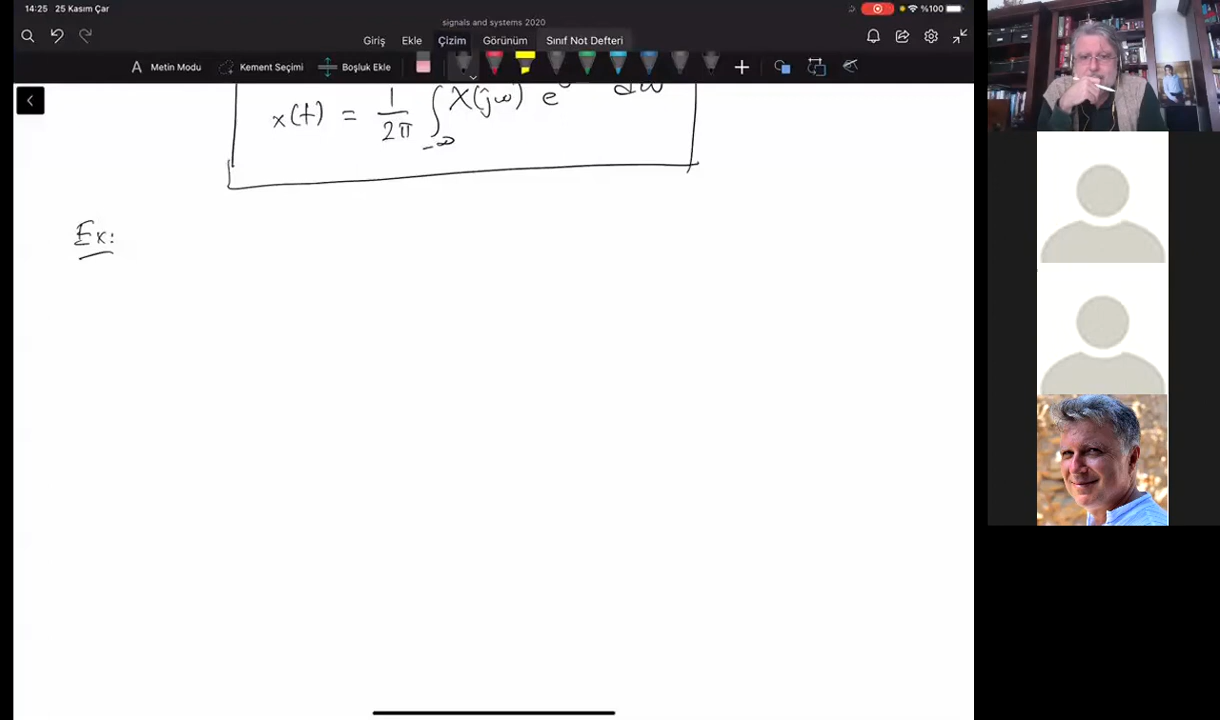 14:25 25 Kasım Çar
%100
signals and systems 2020
Giriş Ekle Çizim Görünüm Sınıf Not Defteri
A Metin Modu Kement Seçimi Boşluk Ekle
x(t) = 1/2π ∫_{-∞} X(jω) e dω
Ex: